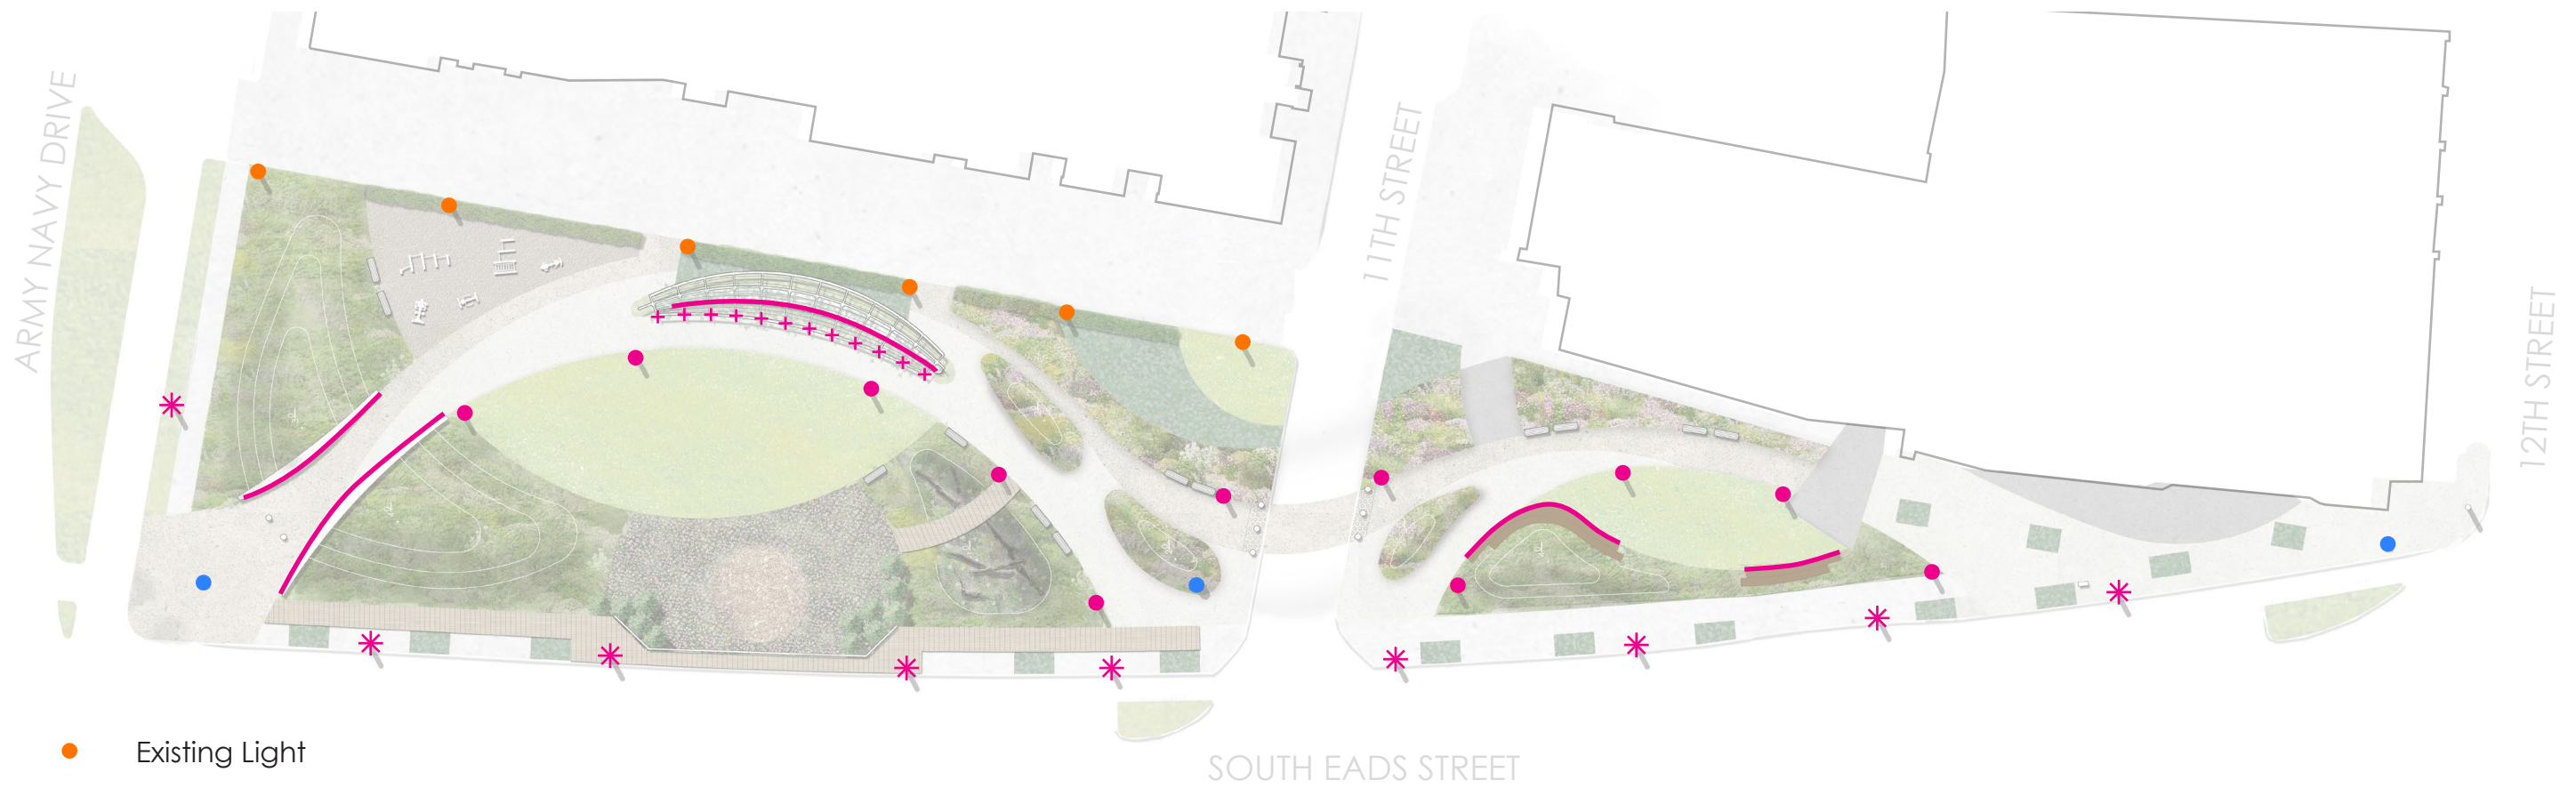 ARMY NAVY DRIVE
11TH STREET
12TH STREET
Existing Light
SOUTH EADS STREET